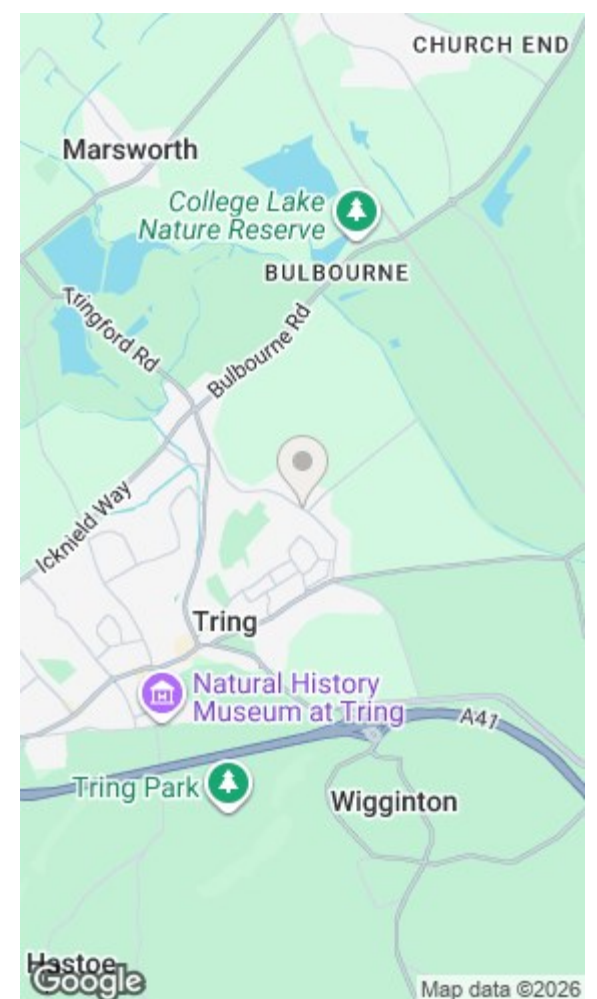 CHURCH END
Marsworth
College Lake
Nature Reserve
BULBOURNE
Tringford Rd
Bulbourne Rd
Icknield Way
Tring
Natural History
Museum at Tring
A41
Tring Park
Wigginton
Hastoe
Google
Map data ©2026